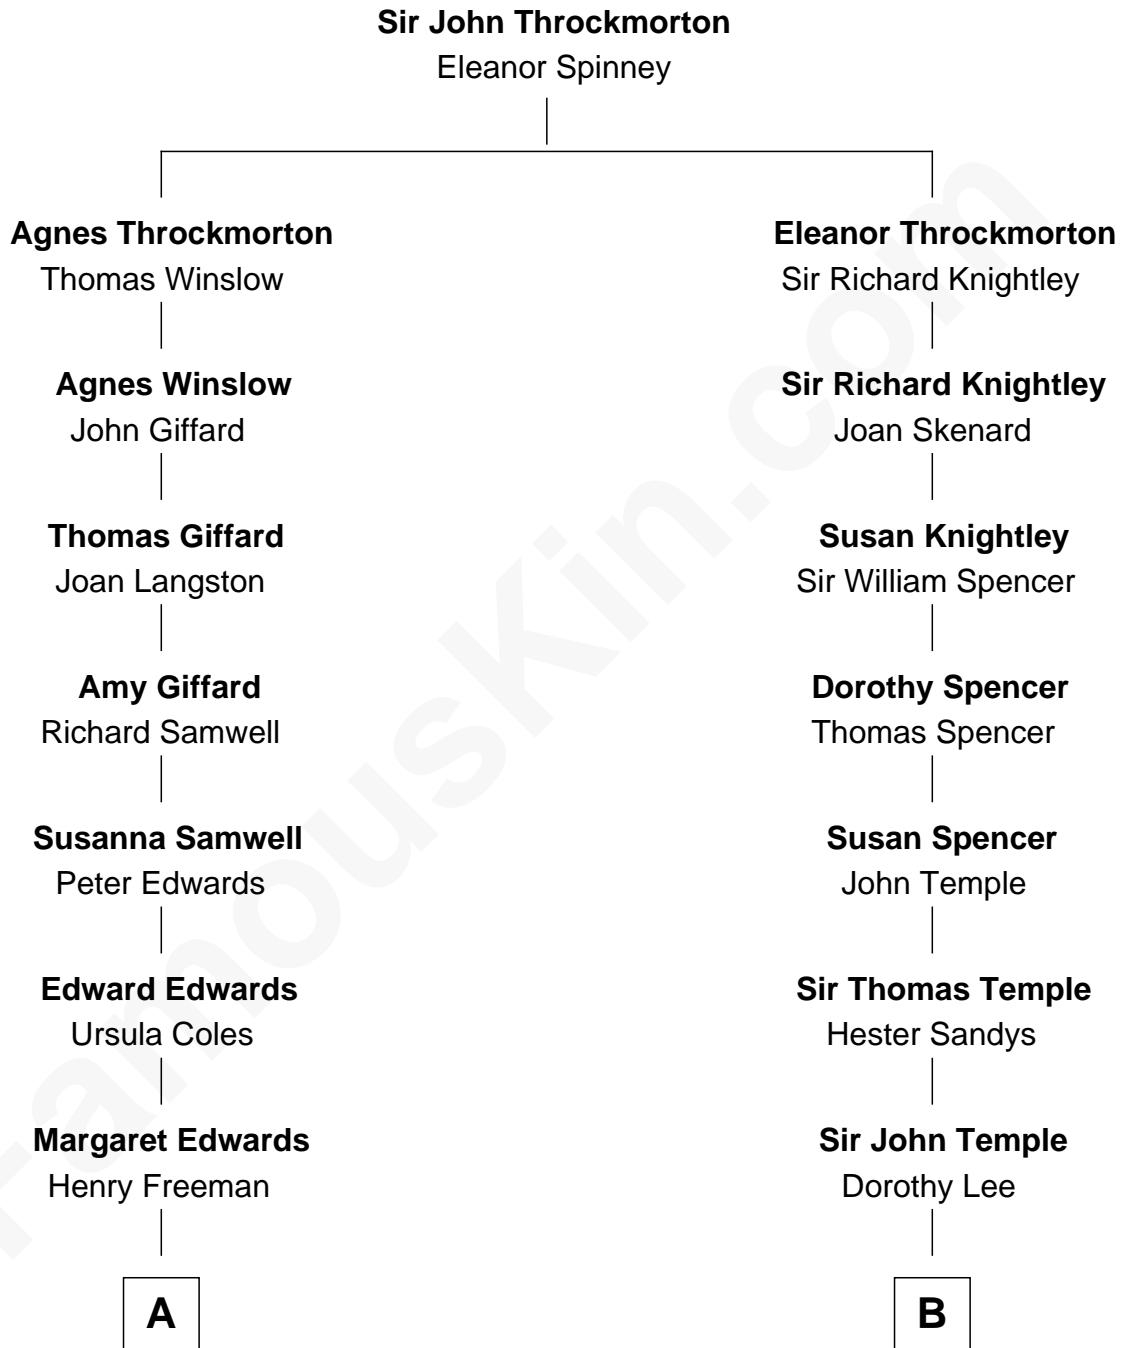 Sir John Throckmorton
Eleanor Spinney
Agnes Throckmorton
Thomas Winslow
Agnes Winslow
John Giffard
Thomas Giffard
Joan Langston
Amy Giffard
Richard Samwell
Susanna Samwell
Peter Edwards
Edward Edwards
Ursula Coles
Margaret Edwards
Henry Freeman
A
Eleanor Throckmorton
Sir Richard Knightley
Sir Richard Knightley
Joan Skenard
Susan Knightley
Sir William Spencer
Dorothy Spencer
Thomas Spencer
Susan Spencer
John Temple
Sir Thomas Temple
Hester Sandys
Sir John Temple
Dorothy Lee
B
FamousKin.com